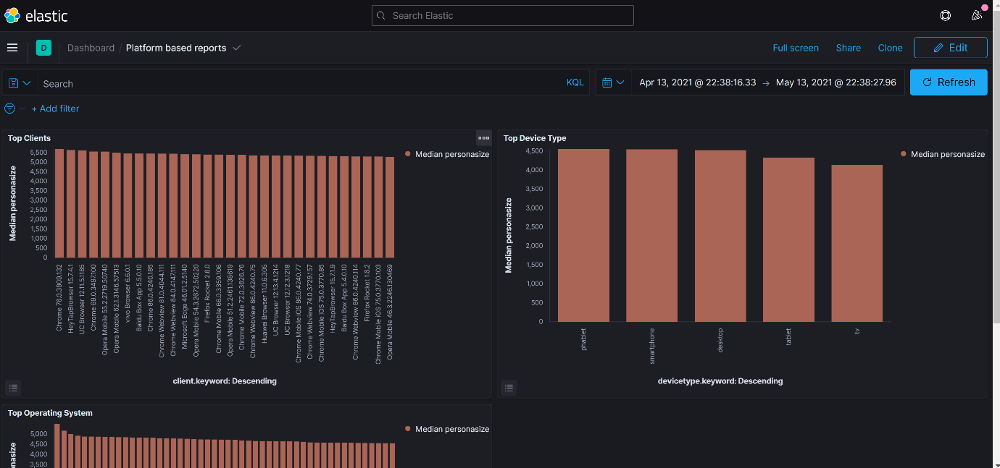 elastic
Search Elastic
D
Dashboard / Platform based reports
Full screen
Share
Clone
Edit
Search
KQL
Apr 13, 2021 @ 22:38:16.33 → May 13, 2021 @ 22:38:27.96
Refresh
+ Add filter
Top Clients
Median personasize
5,500
5,000
4,500
4,000
3,500
3,000
2,500
2,000
1,500
1,000
500
0
Median personasize
Chrome 76.0.3809.132
HeyTapBrowser 15.7.4.1
UC Browser 12.11.5.1185
Chrome 69.0.3497.100
Opera Mobile 55.2.2719.50740
Opera Mobile 62.1.3146.57513
vivo Browser 6.6.0.1
Baidu Box App 5.5.0.10
Chrome 86.0.4240.185
Chrome Webview 81.0.4044.111
Chrome Webview 84.0.4147.111
Microsoft Edge 46.01.2.5140
Opera Mobile 54.3.2672.50220
Firefox Rocket 2.6.0
Chrome Mobile 66.0.3359.106
Opera Mobile 51.2.2461.138619
Chrome Mobile 72.0.3626.76
Chrome Webview 86.0.4240.75
Huawei Browser 11.0.6.305
UC Browser 12.13.4.1214
UC Browser 12.12.3.1218
Chrome Mobile iOS 86.0.4240.77
Chrome Webview 74.0.3729.157
Chrome Mobile iOS 75.0.3770.85
HeyTapBrowser 15.7.1.9
Baidu Box App 5.4.0.10
Chrome Webview 86.0.4240.114
Firefox Rocket 1.6.2
Chrome Mobile iOS 75.0.3770.103
Opera Mobile 46.3.2246.130469
client.keyword: Descending
Top Device Type
Median personasize
4,500
4,000
3,500
3,000
2,500
2,000
1,500
1,000
500
0
Median personasize
phablet
smartphone
desktop
tablet
tv
devicetype.keyword: Descending
Top Operating System
Median personasize
5,000
4,500
4,000
3,500
nasize